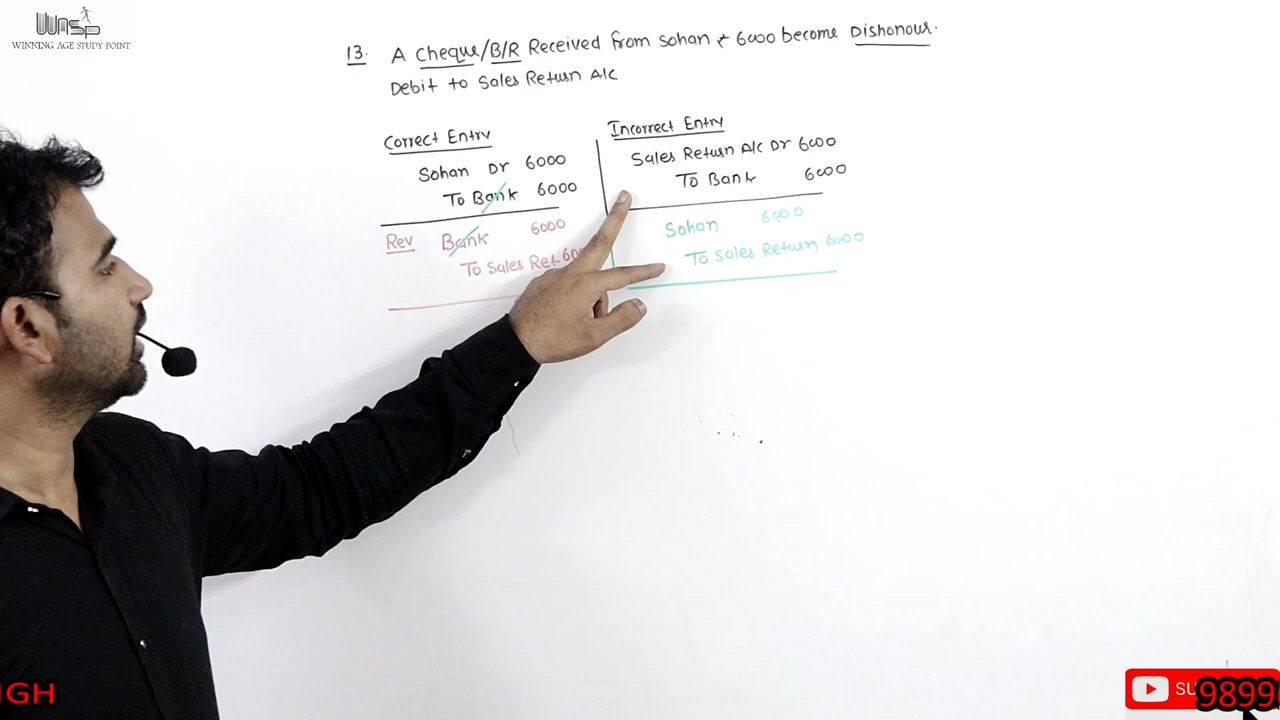 WASP
WINNING AGE STUDY POINT
13. A Cheque/B/R Received from Sohan ₹ 6000 become Dishonour.
Debit to Sales Return A/C
Correct Entry
Sohan Dr 6000
To Bank 6000
Rev Bank 6000
To Sales Ret 600
Incorrect Entry
Sales Return A/C Dr 6000
To Bank 6000
Sohan 6000
To Sales Return 6000